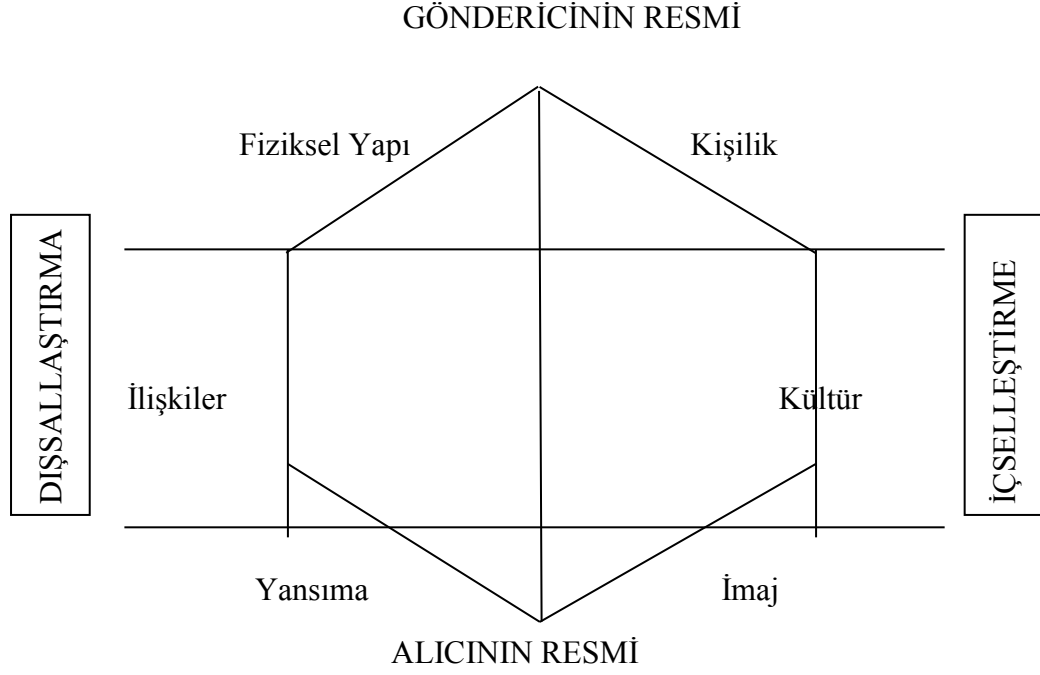 GÖNDERİCİNİN RESMİ
Fiziksel Yapı
Kişilik
DIŞSALLAŞTIRMA
İÇSELLEŞTİRME
İlişkiler
Kültür
Yansıma
İmaj
ALICININ RESMİ